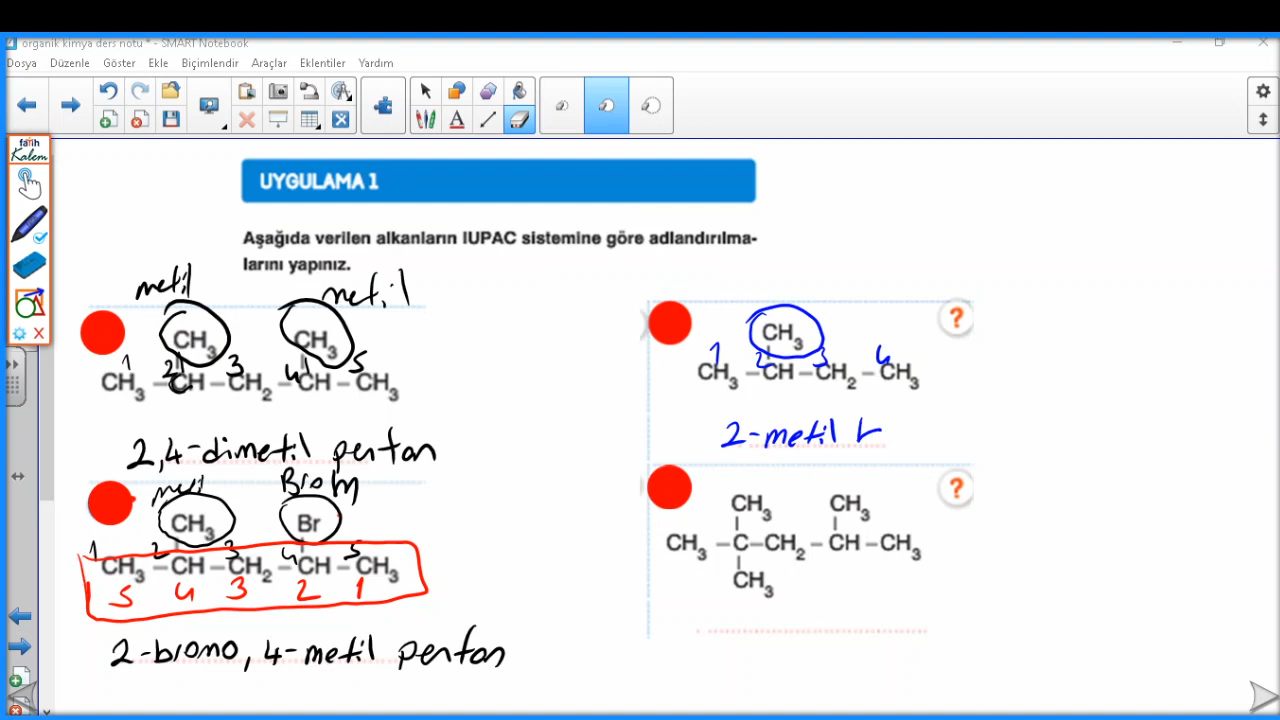 organik kimya ders notu * - SMART Notebook
Dosya Düzenle Göster Ekle Biçimlendir Araçlar Eklentiler Yardım
fatih
Kalem
UYGULAMA 1
Aşağıda verilen alkanların IUPAC sistemine göre adlandırılma-
larını yapınız.
metil metil
CH3 CH3
1 2 3 4 5
CH3 – CH – CH2 – CH – CH3
2,4-dimetil pentan
metil Brom
CH3 Br
1 2 3 4 5
CH3 – CH – CH2 – CH – CH3
5 4 3 2 1
2-bromo, 4-metil pentan
?
CH3
1 2 3 4
CH3 – CH – CH2 – CH3
2-metil
?
CH3 CH3
CH3 – C – CH2 – CH – CH3
CH3